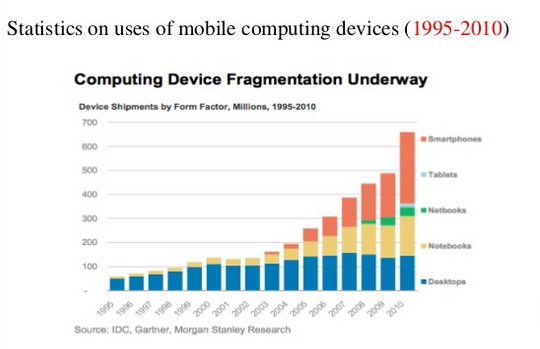 Statistics on uses of mobile computing devices (1995-2010)
Computing Device Fragmentation Underway
Device Shipments by Form Factor, Millions, 1995-2010
700
600
500
400
300
200
100
-
Smartphones
Tablets
Netbooks
Notebooks
Desktops
1995
1996
1997
1998
1999
2000
2001
2002
2003
2004
2005
2006
2007
2008
2009
2010
Source: IDC, Gartner, Morgan Stanley Research